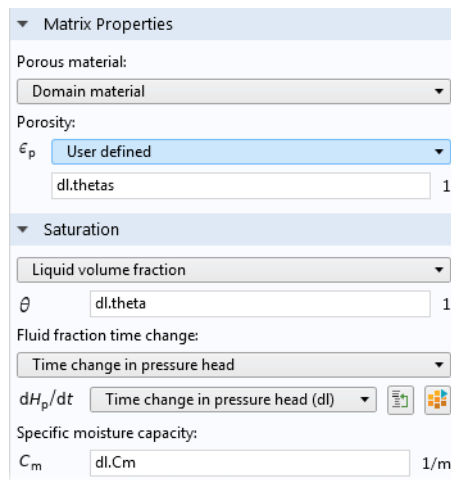 Matrix Properties
Porous material:
Domain material
Porosity:
ϵp User defined
dl.thetas 1
Saturation
Liquid volume fraction
θ dl.theta 1
Fluid fraction time change:
Time change in pressure head
dHp/dt Time change in pressure head (dl)
Specific moisture capacity:
Cm dl.Cm 1/m